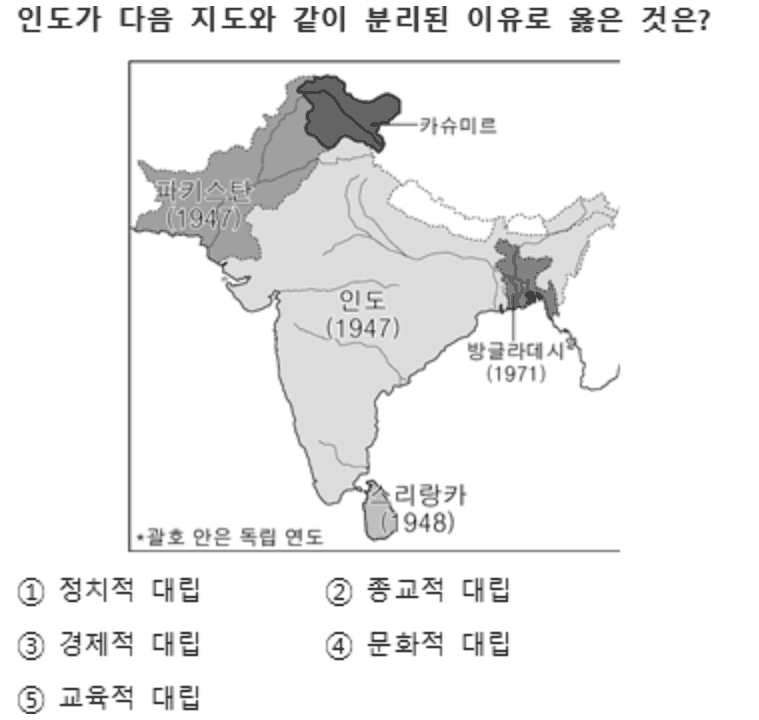 인도가 다음 지도와 같이 분리된 이유로 옳은 것은?
카슈미르
파키스탄
(1947)
인도
(1947)
방글라데시
(1971)
스리랑카
(1948)
*괄호 안은 독립 연도
① 정치적 대립
② 종교적 대립
③ 경제적 대립
④ 문화적 대립
⑤ 교육적 대립